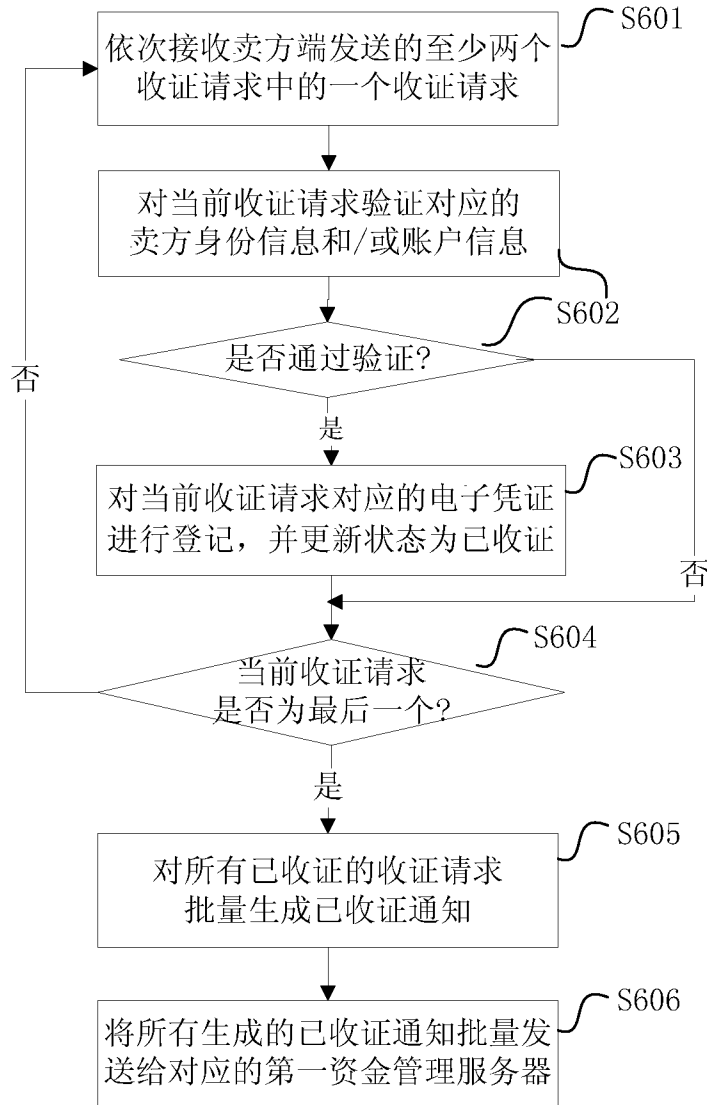 S601
依次接收卖方端发送的至少两个
收证请求中的一个收证请求
对当前收证请求验证对应的
卖方身份信息和/或账户信息
S602
是否通过验证?
否
是
S603
对当前收证请求对应的电子凭证
进行登记，并更新状态为已收证
否
S604
当前收证请求
是否为最后一个?
是
S605
对所有已收证的收证请求
批量生成已收证通知
S606
将所有生成的已收证通知批量发
送给对应的第一资金管理服务器